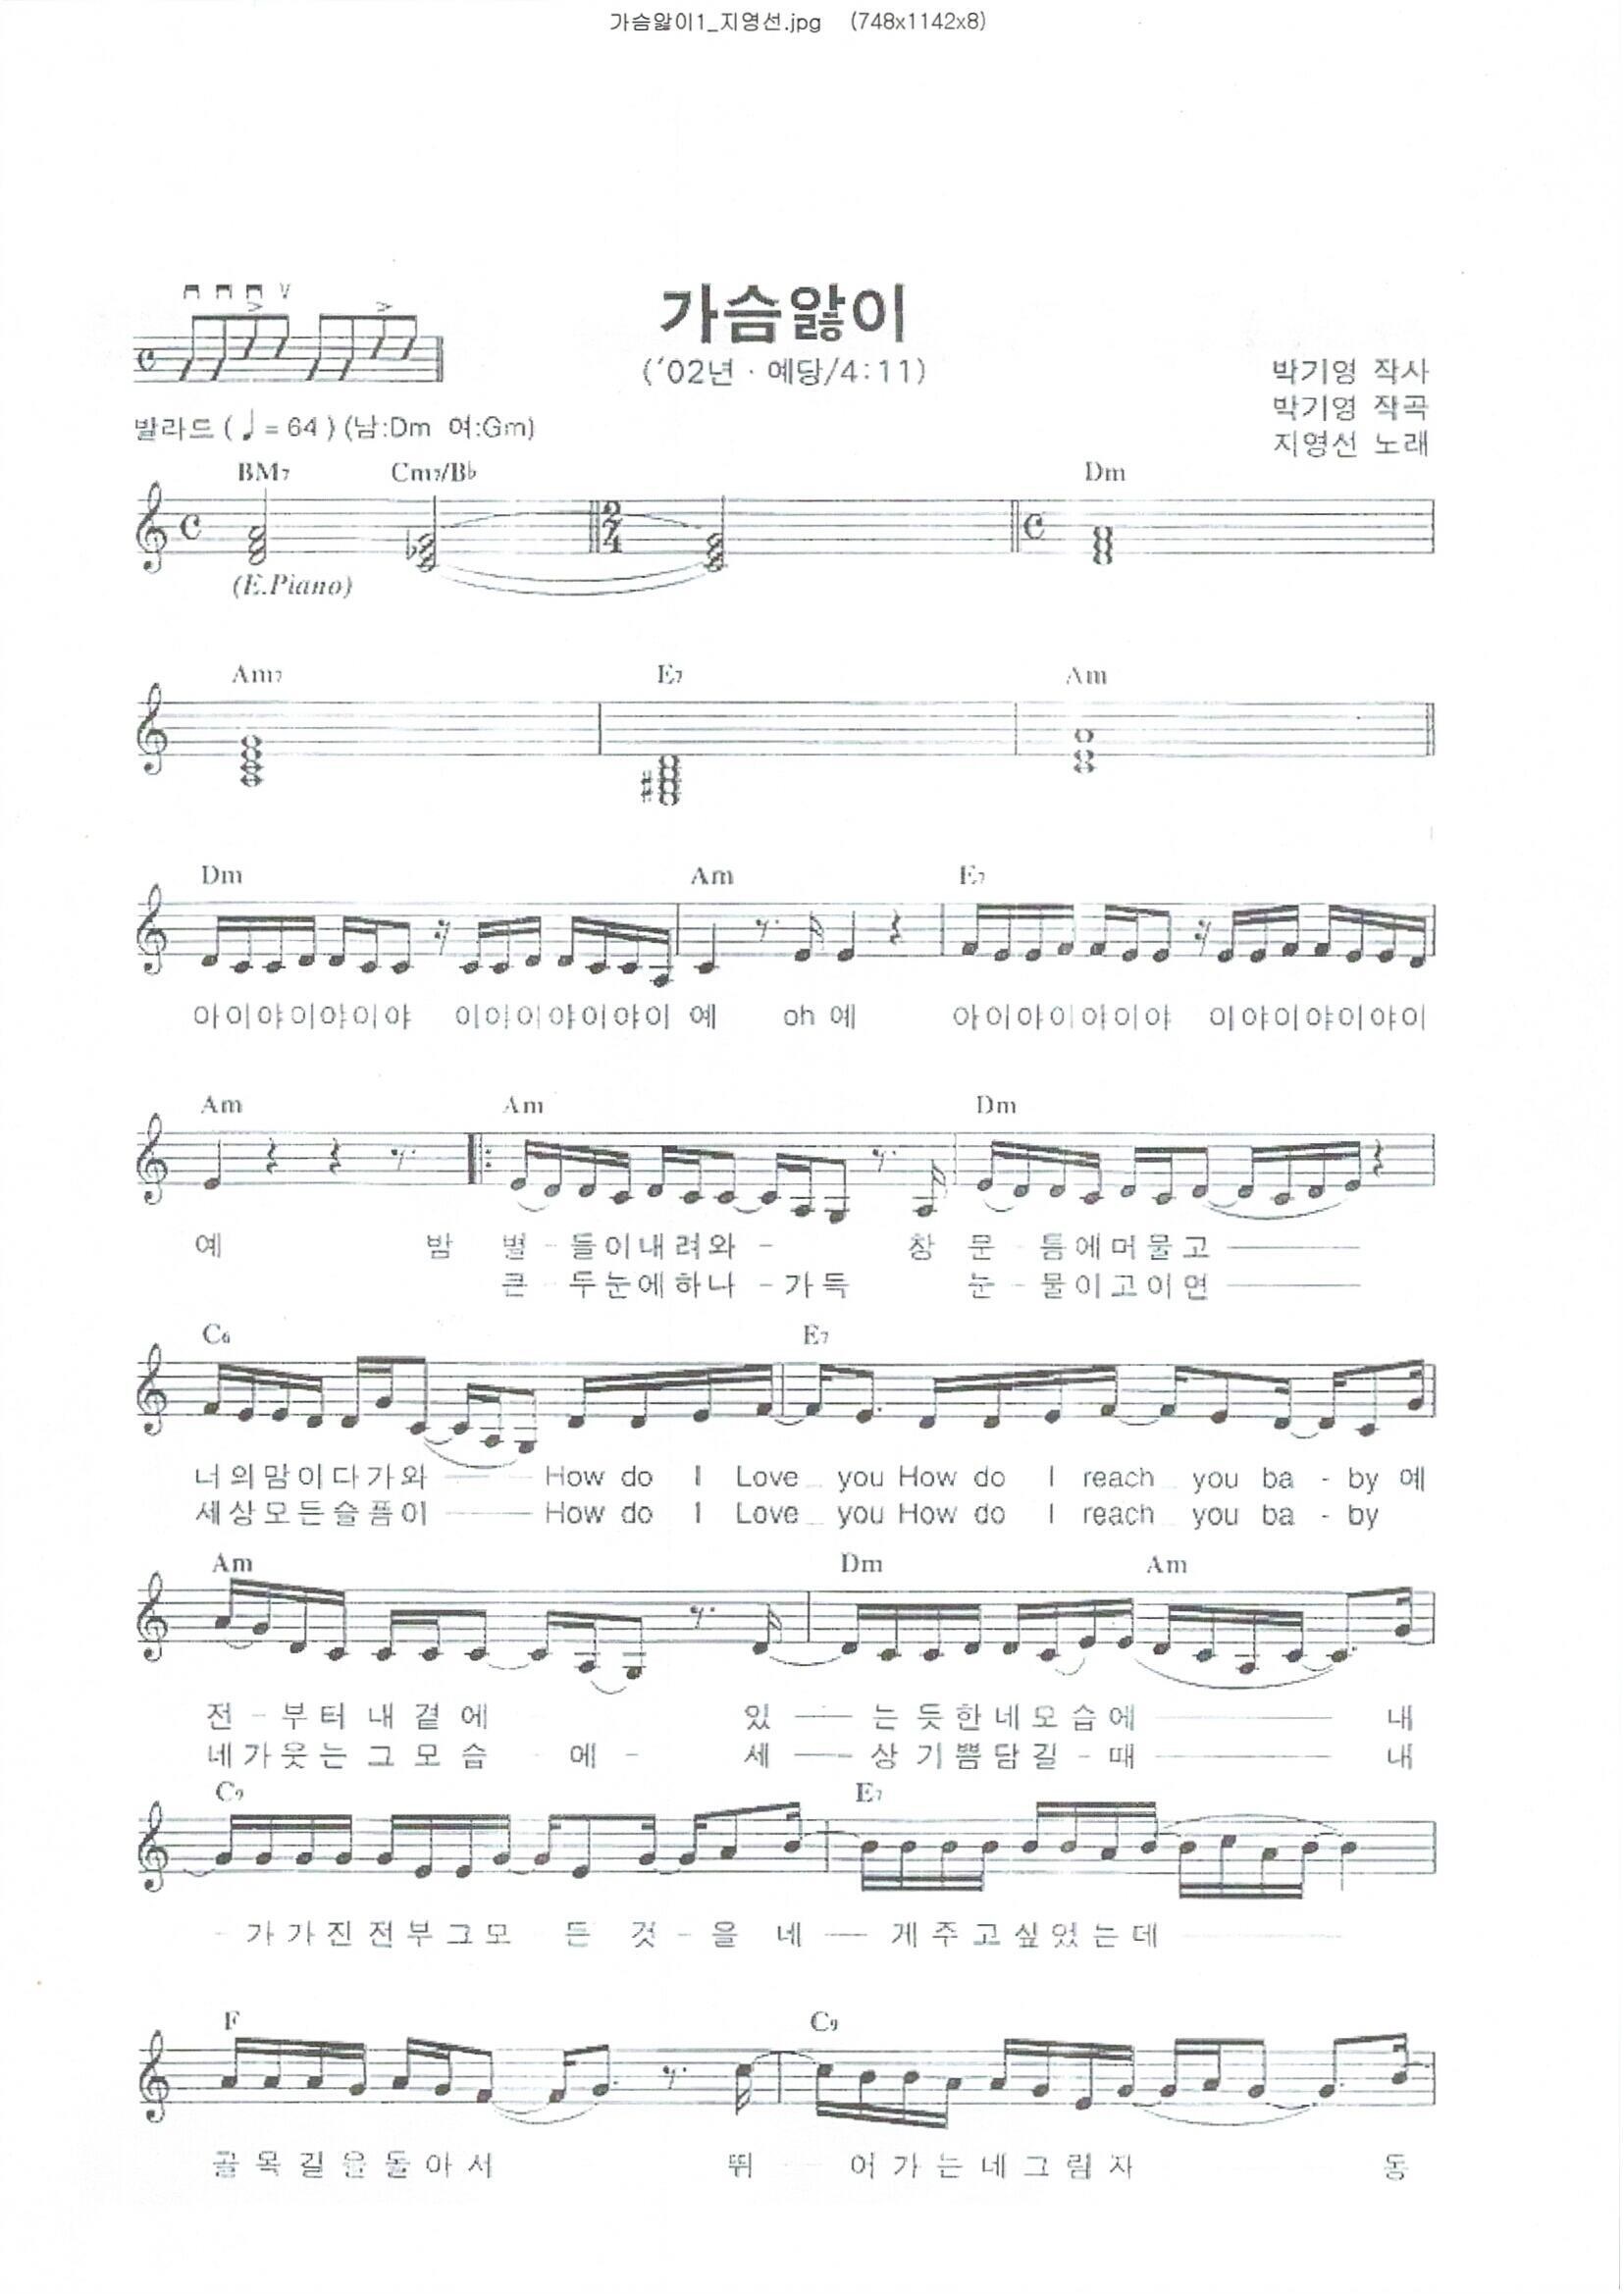 가슴앓이1_지영선.jpg (748x1142x8)
가슴앓이
('02년 · 예당/4:11)
박기영 작사
박기영 작곡
지영선 노래
발라드 ( ♩ = 64 ) (남:Dm 여:Gm)
BM7 Cm7/B♭ Dm
(E.Piano)
Am7 E7 Am
Dm Am E7
아이야이야이야 이야이야이야이 예 oh 예 아이야이야이야 이야이야이야이
Am Am Dm
예 밤 별 - 들이내려와 - 창 문 - 틈에머물고
큰 - 두눈에하나 - 가득 눈 - 물이고이면
C6 E7
너의맘이다가와 How do I Love you How do I reach you ba - by 예
세상모든슬픔이 How do I Love you How do I reach you ba - by
Am Dm Am
전 - 부터 내 곁에 있 는 듯한네모습에 내
네가웃는그모습 - 에 - 세 상기쁨담길 - 때 내
C9 E7
- 가가진전부그모 든 것 - 을 네 게주고싶었는데
F C9
골목길을돌아서 뛰 어가는네그림자 동